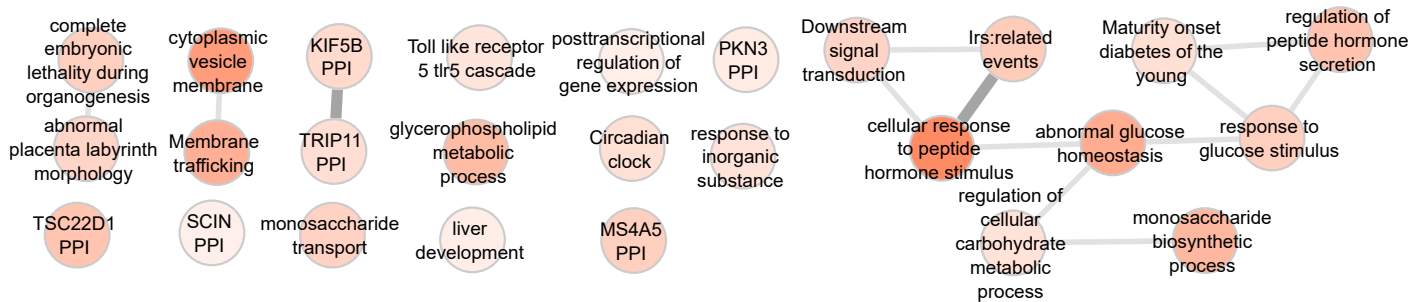 complete
embryonic
lethality during
organogenesis
cytoplasmic
vesicle
membrane
KIF5B
PPI
Toll like receptor
5 tlr5 cascade
posttranscriptional
regulation of
gene expression
PKN3
PPI
Downstream
signal
transduction
Irs:related
events
Maturity onset
diabetes of the
young
regulation of
peptide hormone
secretion
abnormal
placenta labyrinth
morphology
Membrane
trafficking
TRIP11
PPI
glycerophospholipid
metabolic
process
Circadian
clock
response to
inorganic
substance
cellular response
to peptide
hormone stimulus
abnormal glucose
homeostasis
response to
glucose stimulus
TSC22D1
PPI
SCIN
PPI
monosaccharide
transport
liver
development
MS4A5
PPI
regulation of
cellular
carbohydrate
metabolic
process
monosaccharide
biosynthetic
process